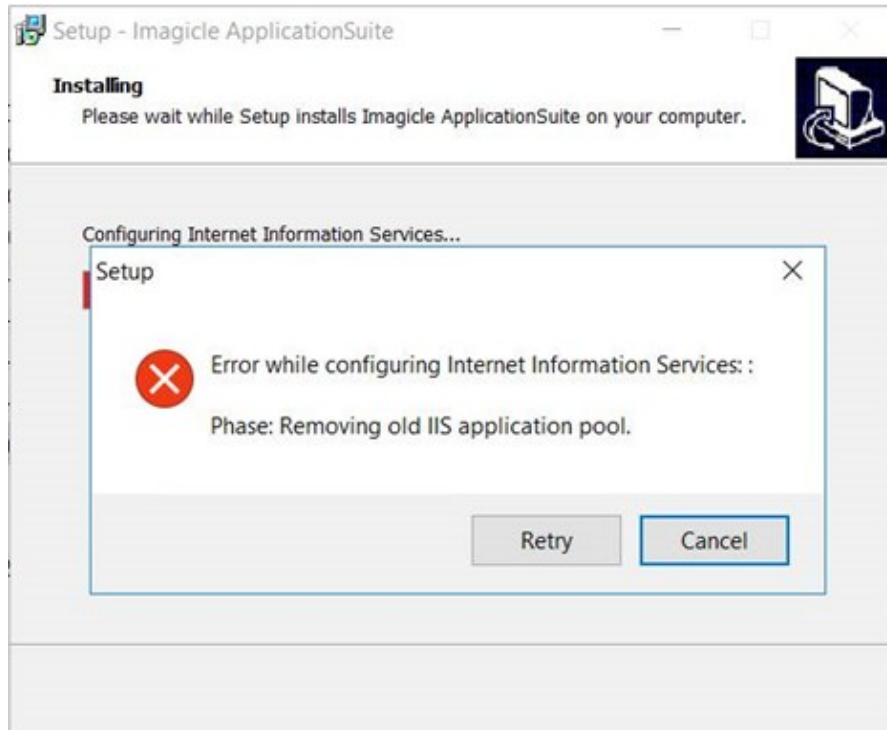 Setup - Imagicle ApplicationSuite
Installing
Please wait while Setup installs Imagicle ApplicationSuite on your computer.
Configuring Internet Information Services...
Setup
Error while configuring Internet Information Services: :
Phase: Removing old IIS application pool.
Retry
Cancel